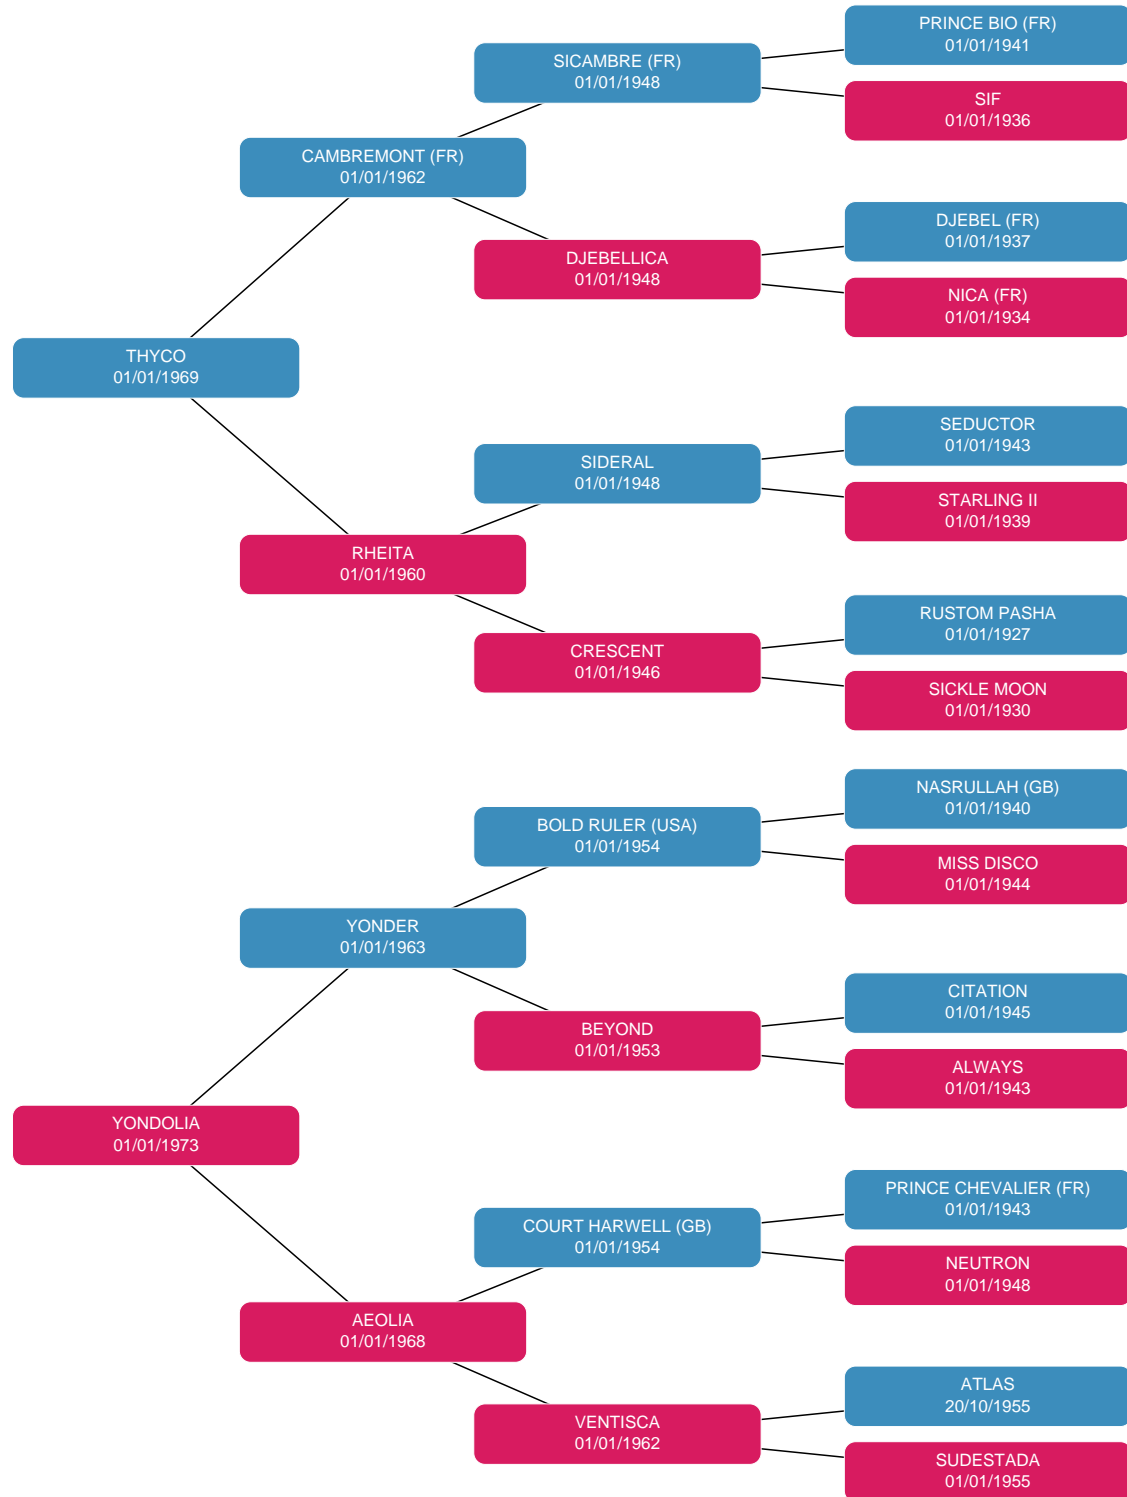 PRINCE BIO (FR)
01/01/1941
SICAMBRE (FR)
01/01/1948
SIF
01/01/1936
CAMBREMONT (FR)
01/01/1962
DJEBEL (FR)
01/01/1937
DJEBELLICA
01/01/1948
NICA (FR)
01/01/1934
THYCO
01/01/1969
SEDUCTOR
01/01/1943
SIDERAL
01/01/1948
STARLING II
01/01/1939
RHEITA
01/01/1960
RUSTOM PASHA
01/01/1927
CRESCENT
01/01/1946
SICKLE MOON
01/01/1930
NASRULLAH (GB)
01/01/1940
BOLD RULER (USA)
01/01/1954
MISS DISCO
01/01/1944
YONDER
01/01/1963
CITATION
01/01/1945
BEYOND
01/01/1953
ALWAYS
01/01/1943
YONDOLIA
01/01/1973
PRINCE CHEVALIER (FR)
01/01/1943
COURT HARWELL (GB)
01/01/1954
NEUTRON
01/01/1948
AEOLIA
01/01/1968
ATLAS
20/10/1955
VENTISCA
01/01/1962
SUDESTADA
01/01/1955